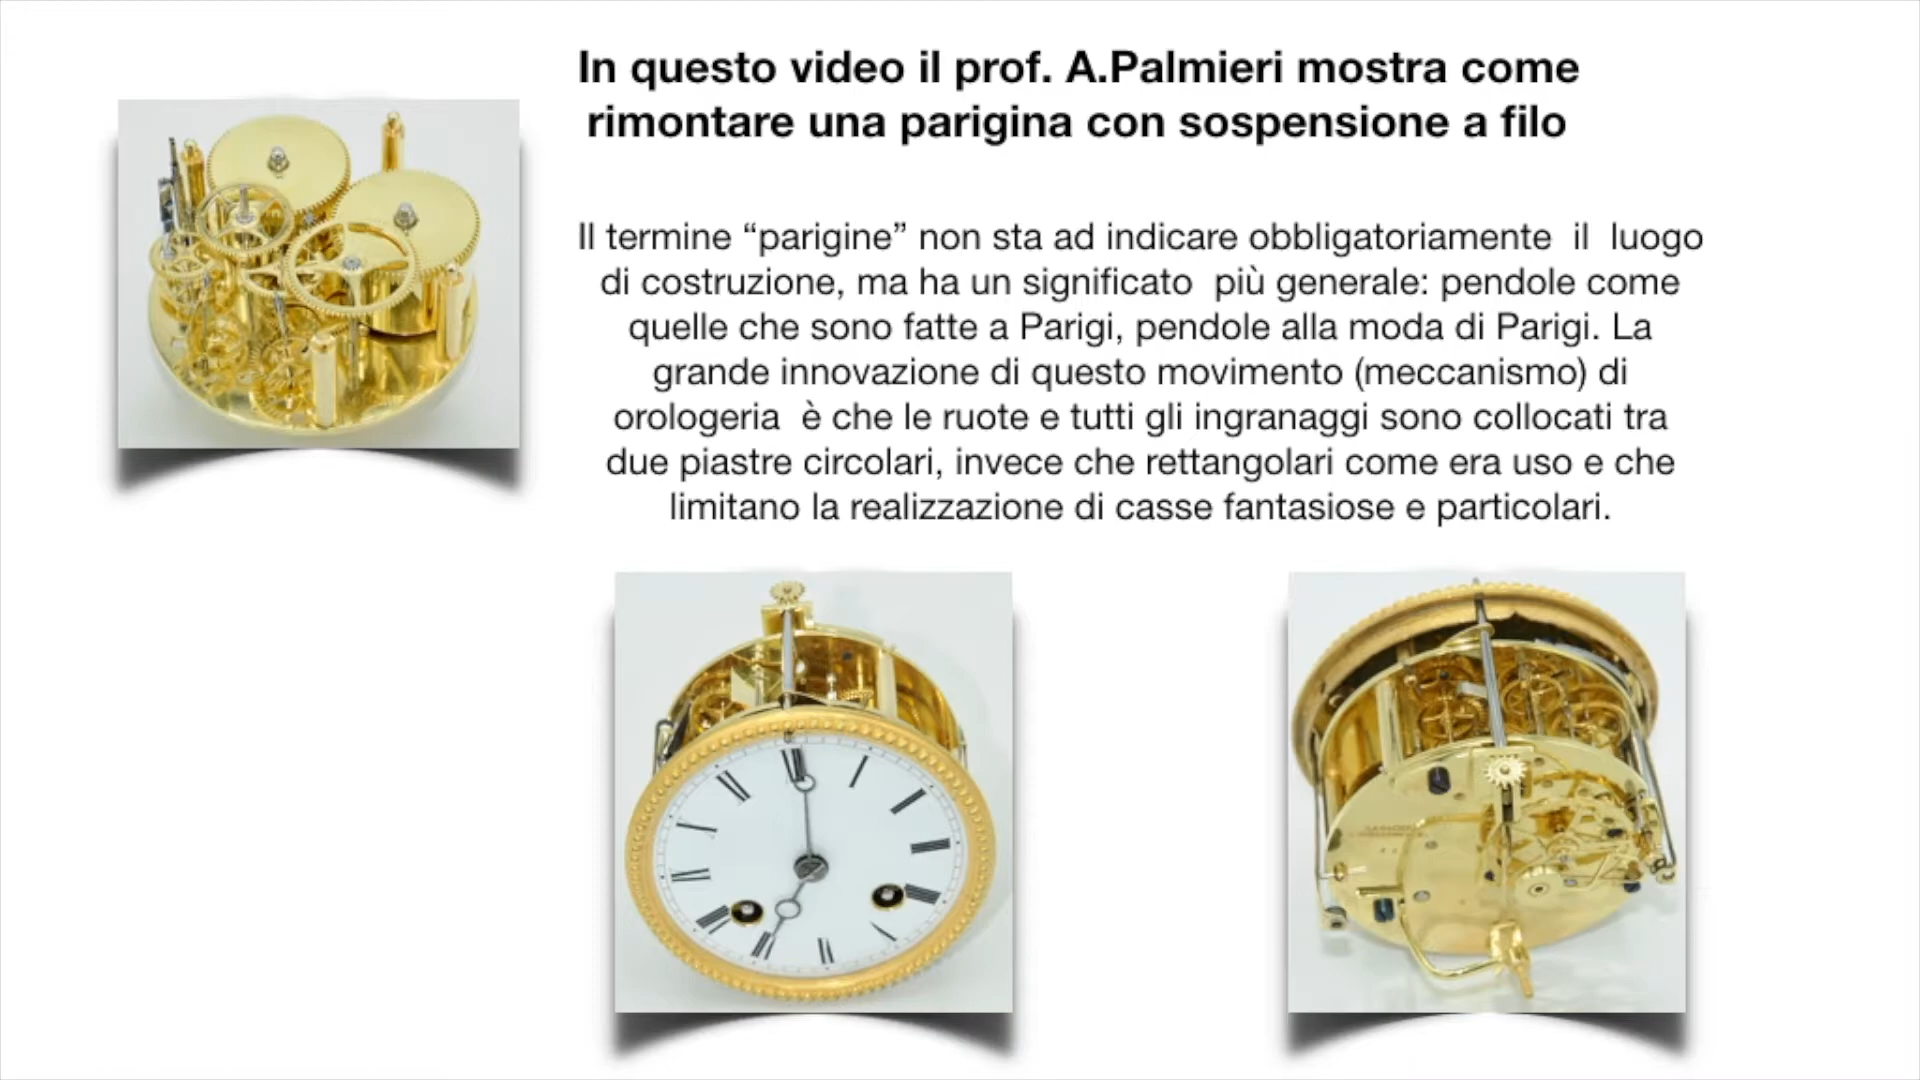 In questo video il prof. A.Palmieri mostra come
rimontare una parigina con sospensione a filo
Il termine “parigine” non sta ad indicare obbligatoriamente il luogo
di costruzione, ma ha un significato più generale: pendole come
quelle che sono fatte a Parigi, pendole alla moda di Parigi. La
grande innovazione di questo movimento (meccanismo) di
orologeria è che le ruote e tutti gli ingranaggi sono collocati tra
due piastre circolari, invece che rettangolari come era uso e che
limitano la realizzazione di casse fantasiose e particolari.